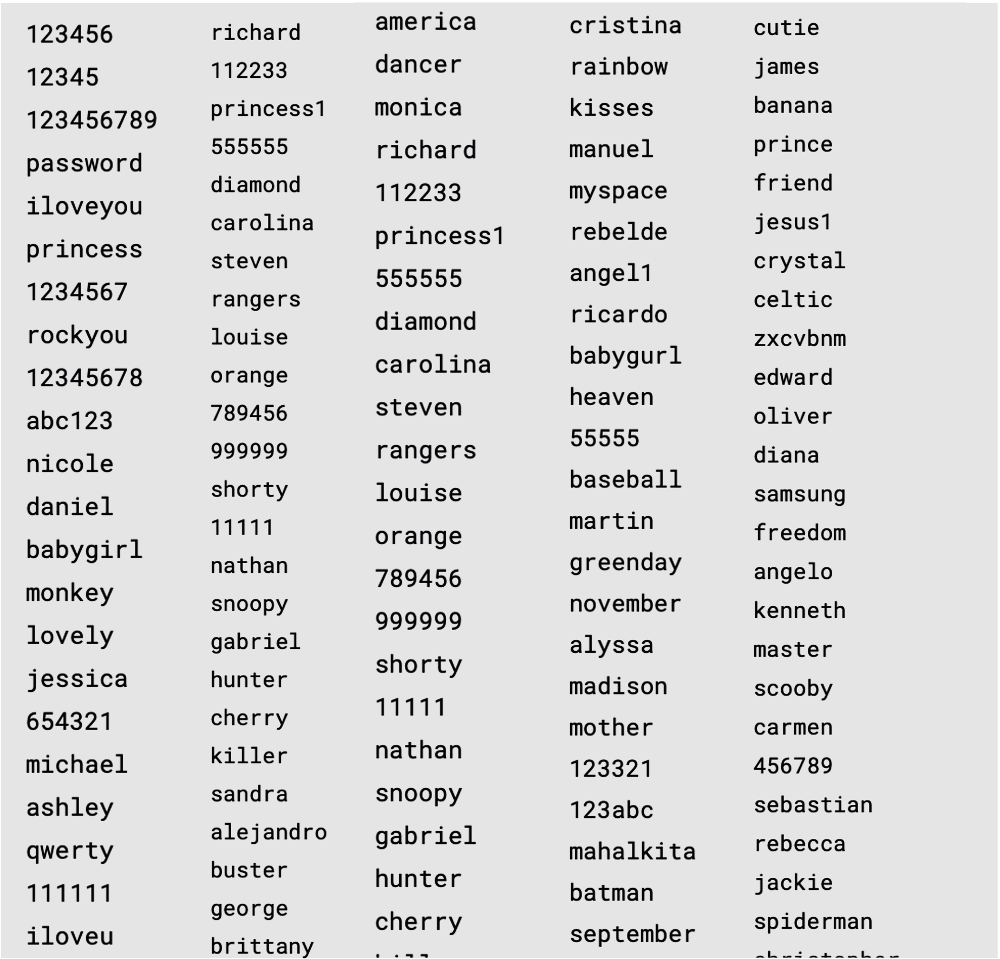 123456
12345
123456789
password
iloveyou
princess
1234567
rockyou
12345678
abc123
nicole
daniel
babygirl
monkey
lovely
jessica
654321
michael
ashley
qwerty
111111
iloveu
richard
112233
princess1
555555
diamond
carolina
steven
rangers
louise
orange
789456
999999
shorty
11111
nathan
snoopy
gabriel
hunter
cherry
killer
sandra
alejandro
buster
george
brittany
america
dancer
monica
richard
112233
princess1
555555
diamond
carolina
steven
rangers
louise
orange
789456
999999
shorty
11111
nathan
snoopy
gabriel
hunter
cherry
cristina
rainbow
kisses
manuel
myspace
rebelde
angel1
ricardo
babygurl
heaven
55555
baseball
martin
greenday
november
alyssa
madison
mother
123321
123abc
mahalkita
batman
september
cutie
james
banana
prince
friend
jesus1
crystal
celtic
zxcvbnm
edward
oliver
diana
samsung
freedom
angelo
kenneth
master
scooby
carmen
456789
sebastian
rebecca
jackie
spiderman